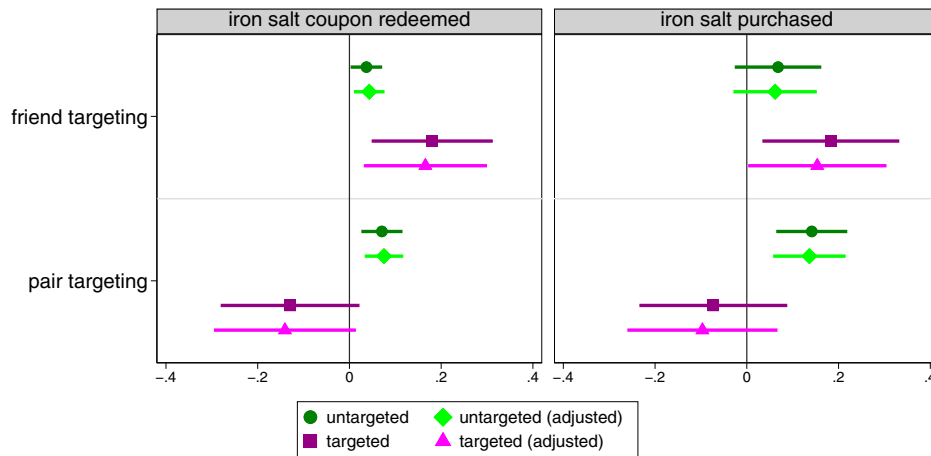 iron salt coupon redeemed
iron salt purchased
friend targeting
pair targeting
−.4 −.2 0 .2 .4
−.4 −.2 0 .2 .4
untargeted untargeted (adjusted)
targeted targeted (adjusted)